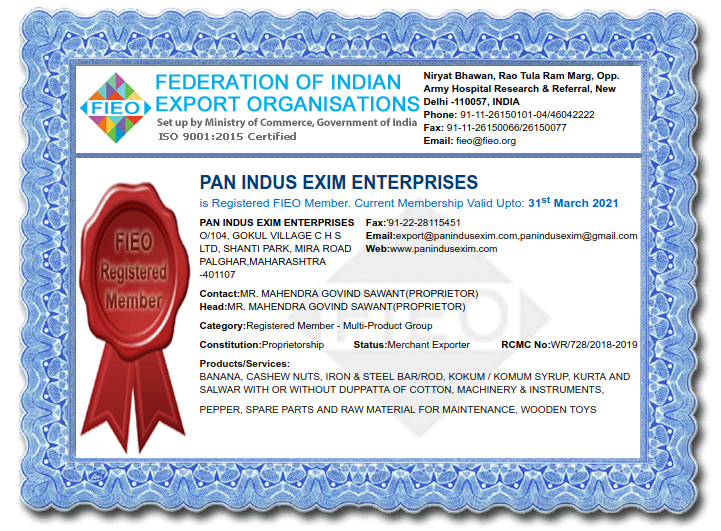 FIEO
FEDERATION OF INDIAN
EXPORT ORGANISATIONS
Set up by Ministry of Commerce, Government of India
ISO 9001:2015 Certified
Niryat Bhawan, Rao Tula Ram Marg, Opp.
Army Hospital Research & Referral, New
Delhi -110057, INDIA
Phone: 91-11-26150101-04/46042222
Fax: 91-11-26150066/26150077
Email: fieo@fieo.org
FIEO
Registered
Member
PAN INDUS EXIM ENTERPRISES
is Registered FIEO Member. Current Membership Valid Upto: 31st March 2021
PAN INDUS EXIM ENTERPRISES
O/104, GOKUL VILLAGE C H S
LTD, SHANTI PARK, MIRA ROAD
PALGHAR,MAHARASHTRA
-401107
Fax:'91-22-28115451
Email:export@panindusexim.com,panindusexim@gmail.com
Web:www.panindusexim.com
Contact:MR. MAHENDRA GOVIND SAWANT(PROPRIETOR)
Head:MR. MAHENDRA GOVIND SAWANT(PROPRIETOR)
Category:Registered Member - Multi-Product Group
Constitution:Proprietorship Status:Merchant Exporter RCMC No:WR/728/2018-2019
Products/Services:
BANANA, CASHEW NUTS, IRON & STEEL BAR/ROD, KOKUM / KOMUM SYRUP, KURTA AND
SALWAR WITH OR WITHOUT DUPPATTA OF COTTON, MACHINERY & INSTRUMENTS,
PEPPER, SPARE PARTS AND RAW MATERIAL FOR MAINTENANCE, WOODEN TOYS
FIEO